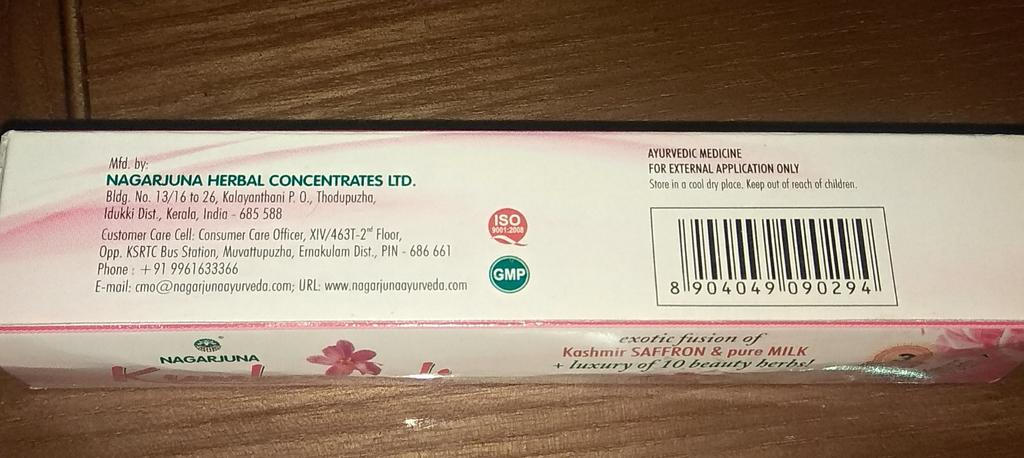 Mfd. by:
NAGARJUNA HERBAL CONCENTRATES LTD.
Bldg. No. 13/16 to 26, Kalayanthani P. O., Thodupuzha,
Idukki Dist., Kerala, India - 685 588
Customer Care Cell: Consumer Care Officer, XIV/463T-2nd Floor,
Opp. KSRTC Bus Station, Muvattupuzha, Ernakulam Dist., PIN - 686 661
Phone : +91 9961633366
E-mail: cmo@nagarjunaayurveda.com; URL: www.nagarjunaayurveda.com
ISO
9001:2008
GMP
AYURVEDIC MEDICINE
FOR EXTERNAL APPLICATION ONLY
Store in a cool dry place. Keep out of reach of children.
8 904049 090294
NAGARJUNA
exotic fusion of
Kashmir SAFFRON & pure MILK
+ luxury of 10 beauty herbs!